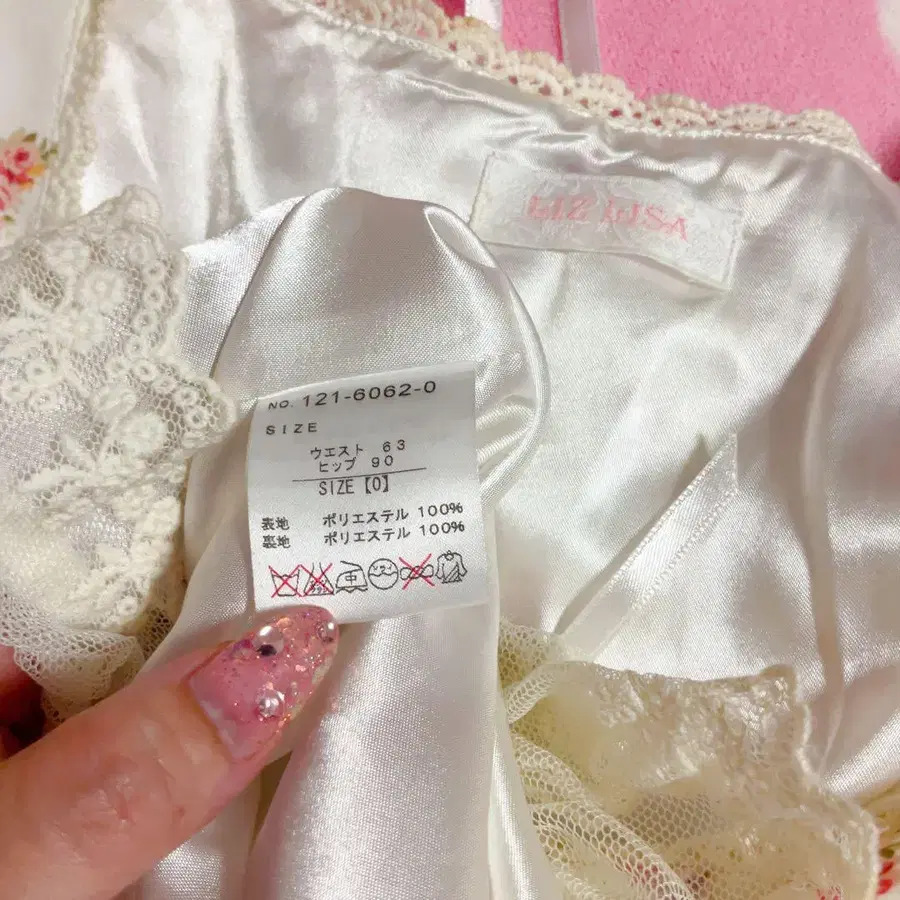 LIZ LISA
NO. 121-6062-0
SIZE
ウエスト 63
ヒップ 90
SIZE【0】
表地 ポリエステル 100%
裏地 ポリエステル 100%